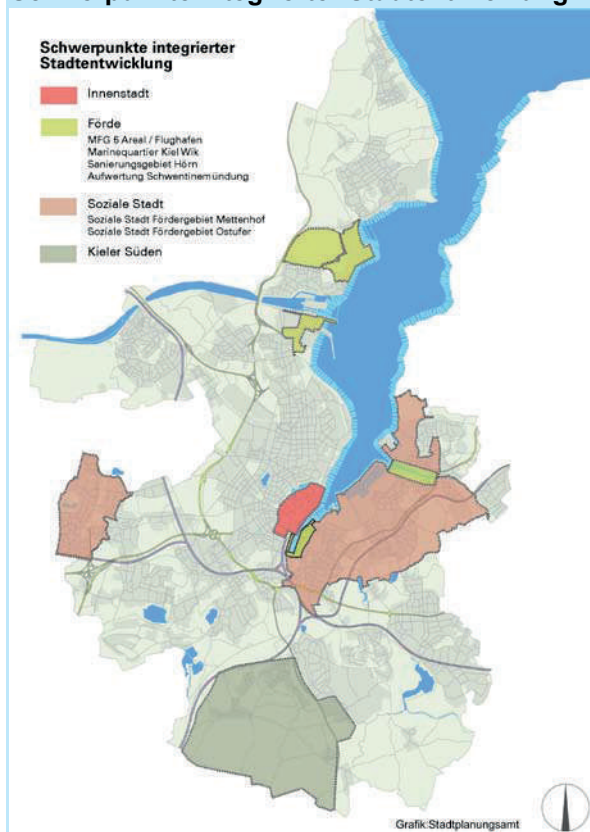 Schwerpunkte integrierter
Stadtentwicklung
Innenstadt
Förde
MFG 5 Areal / Flughafen
Marinequartier Kiel Wik
Sanierungsgebiet Hörn
Aufwertung Schwentinemündung
Soziale Stadt
Soziale Stadt Fördergebiet Mettenhof
Soziale Stadt Fördergebiet Ostufer
Kieler Süden
Grafik:Stadtplanungsamt